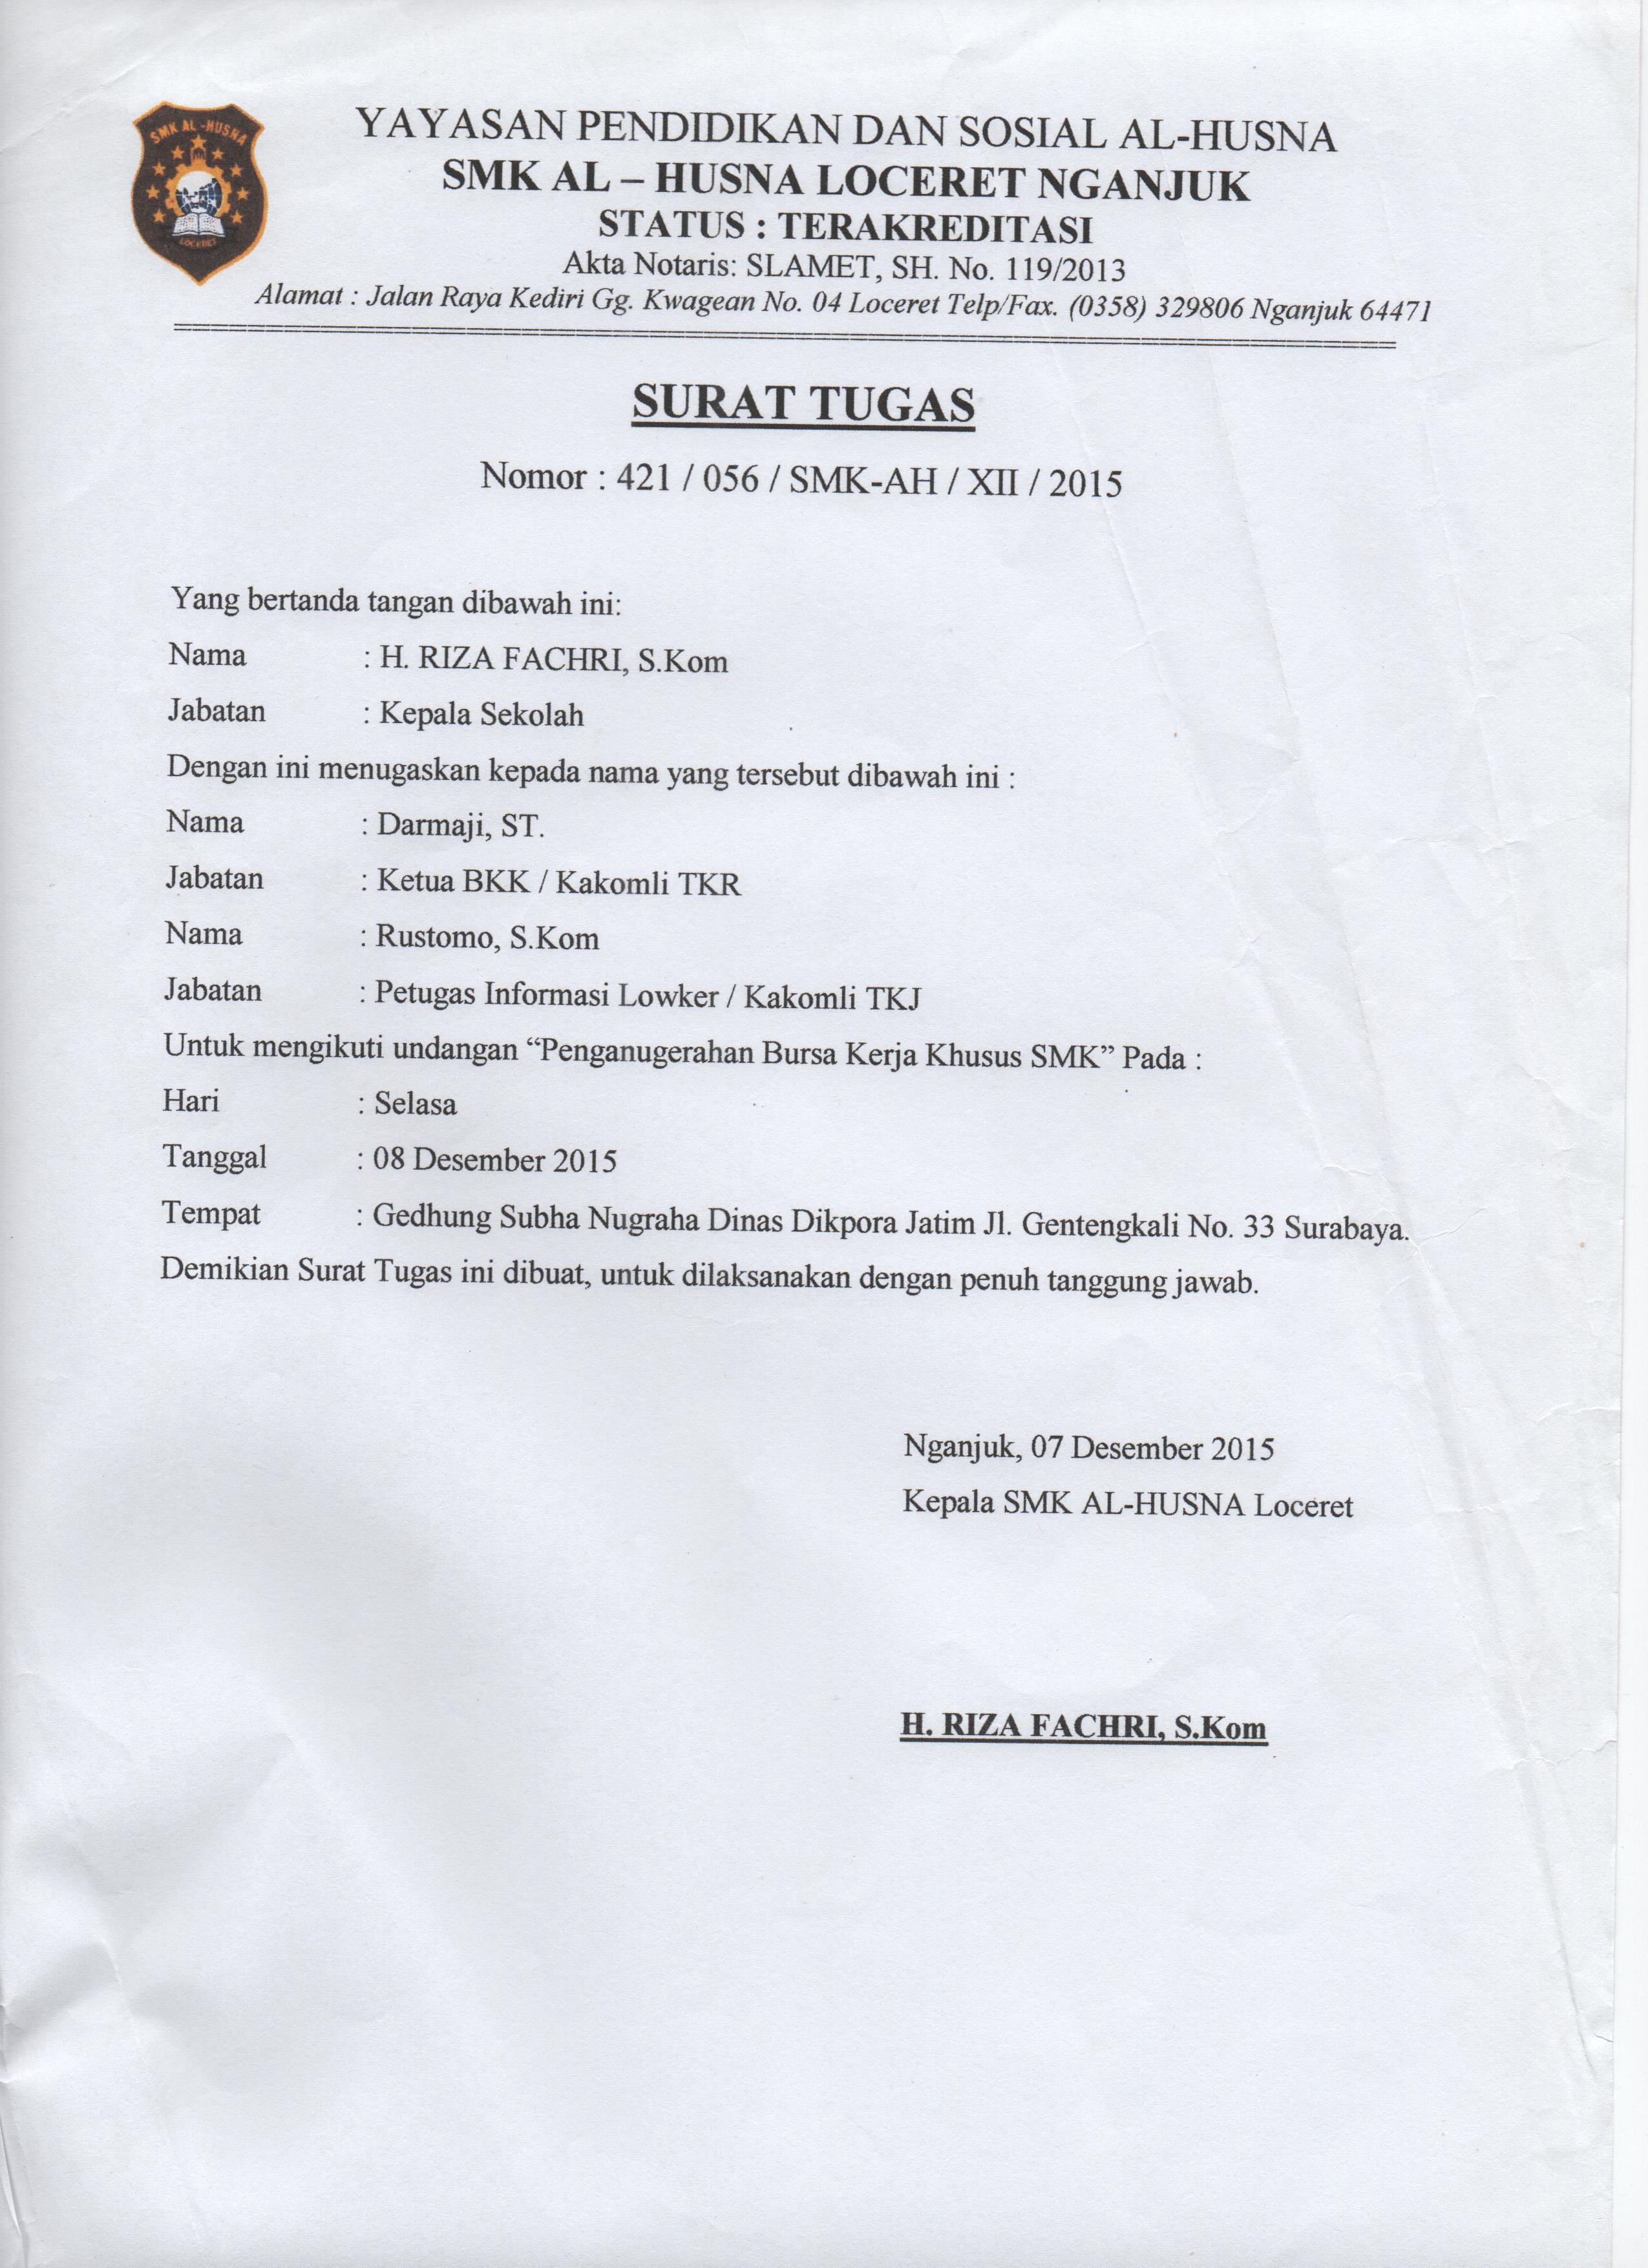 SMK AL-HUSNA
LOCERET
YAYASAN PENDIDIKAN DAN SOSIAL AL-HUSNA
SMK AL – HUSNA LOCERET NGANJUK
STATUS : TERAKREDITASI
Akta Notaris: SLAMET, SH. No. 119/2013
Alamat : Jalan Raya Kediri Gg. Kwagean No. 04 Loceret Telp/Fax. (0358) 329806 Nganjuk 64471
SURAT TUGAS
Nomor : 421 / 056 / SMK-AH / XII / 2015
Yang bertanda tangan dibawah ini:
Nama : H. RIZA FACHRI, S.Kom
Jabatan : Kepala Sekolah
Dengan ini menugaskan kepada nama yang tersebut dibawah ini :
Nama : Darmaji, ST.
Jabatan : Ketua BKK / Kakomli TKR
Nama : Rustomo, S.Kom
Jabatan : Petugas Informasi Lowker / Kakomli TKJ
Untuk mengikuti undangan “Penganugerahan Bursa Kerja Khusus SMK” Pada :
Hari : Selasa
Tanggal : 08 Desember 2015
Tempat : Gedhung Subha Nugraha Dinas Dikpora Jatim Jl. Gentengkali No. 33 Surabaya.
Demikian Surat Tugas ini dibuat, untuk dilaksanakan dengan penuh tanggung jawab.
Nganjuk, 07 Desember 2015
Kepala SMK AL-HUSNA Loceret
H. RIZA FACHRI, S.Kom